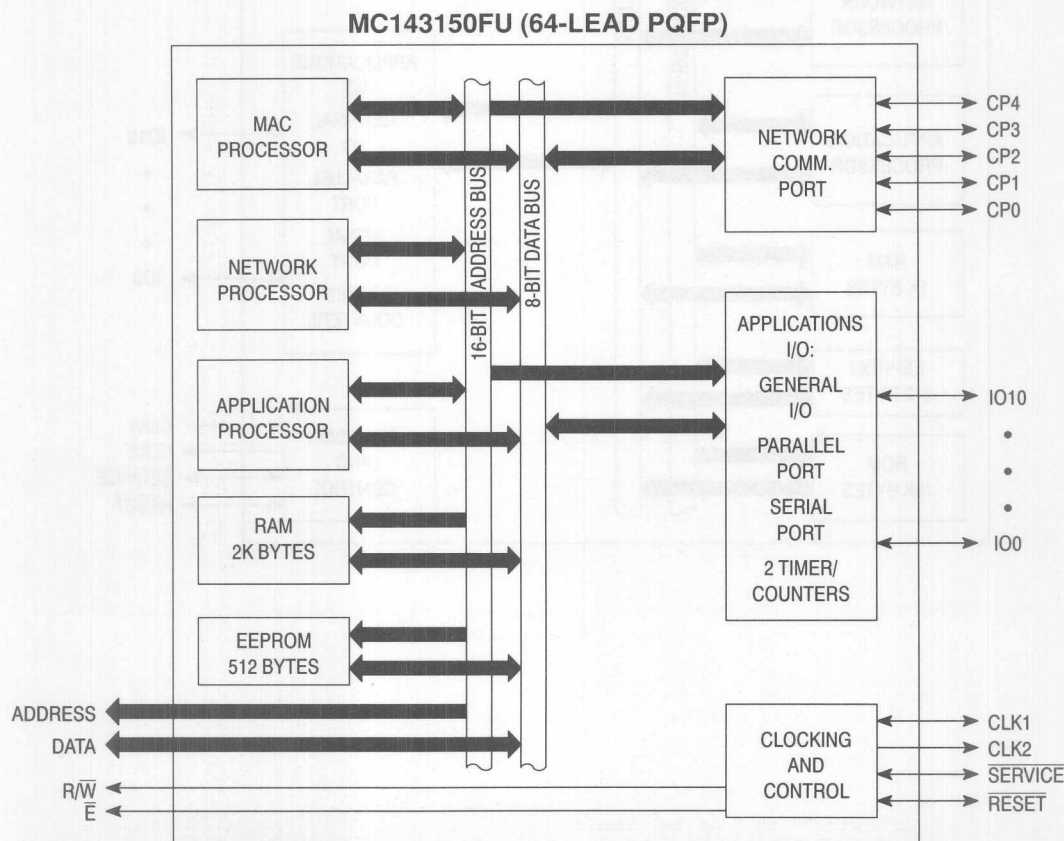 MC143150FU (64-LEAD PQFP)
MAC
PROCESSOR
NETWORK
PROCESSOR
APPLICATION
PROCESSOR
RAM
2K BYTES
EEPROM
512 BYTES
ADDRESS
DATA
R/W̅
E̅
16-BIT ADDRESS BUS
8-BIT DATA BUS
NETWORK
COMM.
PORT
CP4
CP3
CP2
CP1
CP0
APPLICATIONS
I/O:
GENERAL
I/O
PARALLEL
PORT
SERIAL
PORT
2 TIMER/
COUNTERS
IO10
•
•
•
IO0
CLOCKING
AND
CONTROL
CLK1
CLK2
S̅E̅R̅V̅I̅C̅E̅
R̅E̅S̅E̅T̅